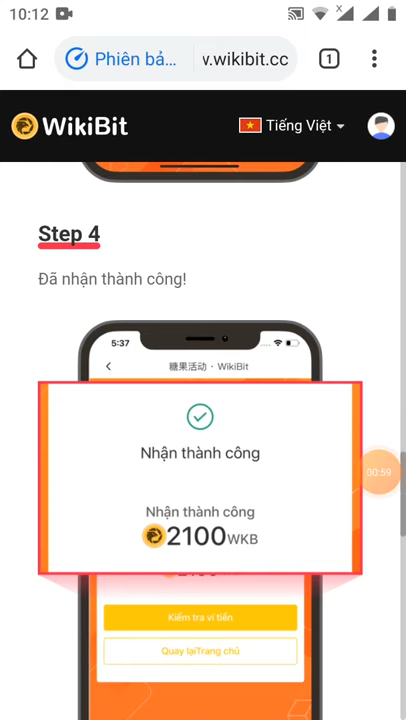 10:12
Phiên bả… w.wikibit.cc 1
WikiBit Tiếng Việt
Step 4
Đã nhận thành công!
5:37
糖果活动 · WikiBit
Nhận thành công
Nhận thành công
2100WKB
00:59
Kiểm tra ví tiền
Quay lạiTrang chủ